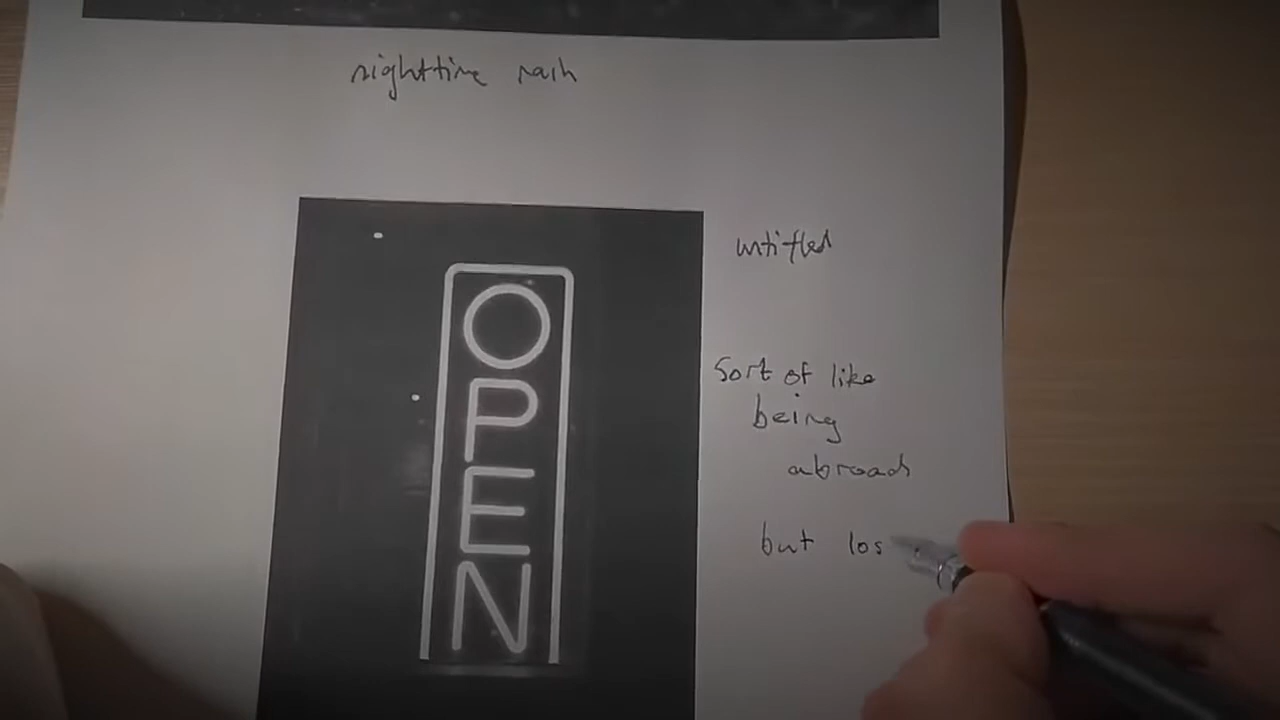 nighttime rain
untitled
OPEN
Sort of like
being
abroad
but los